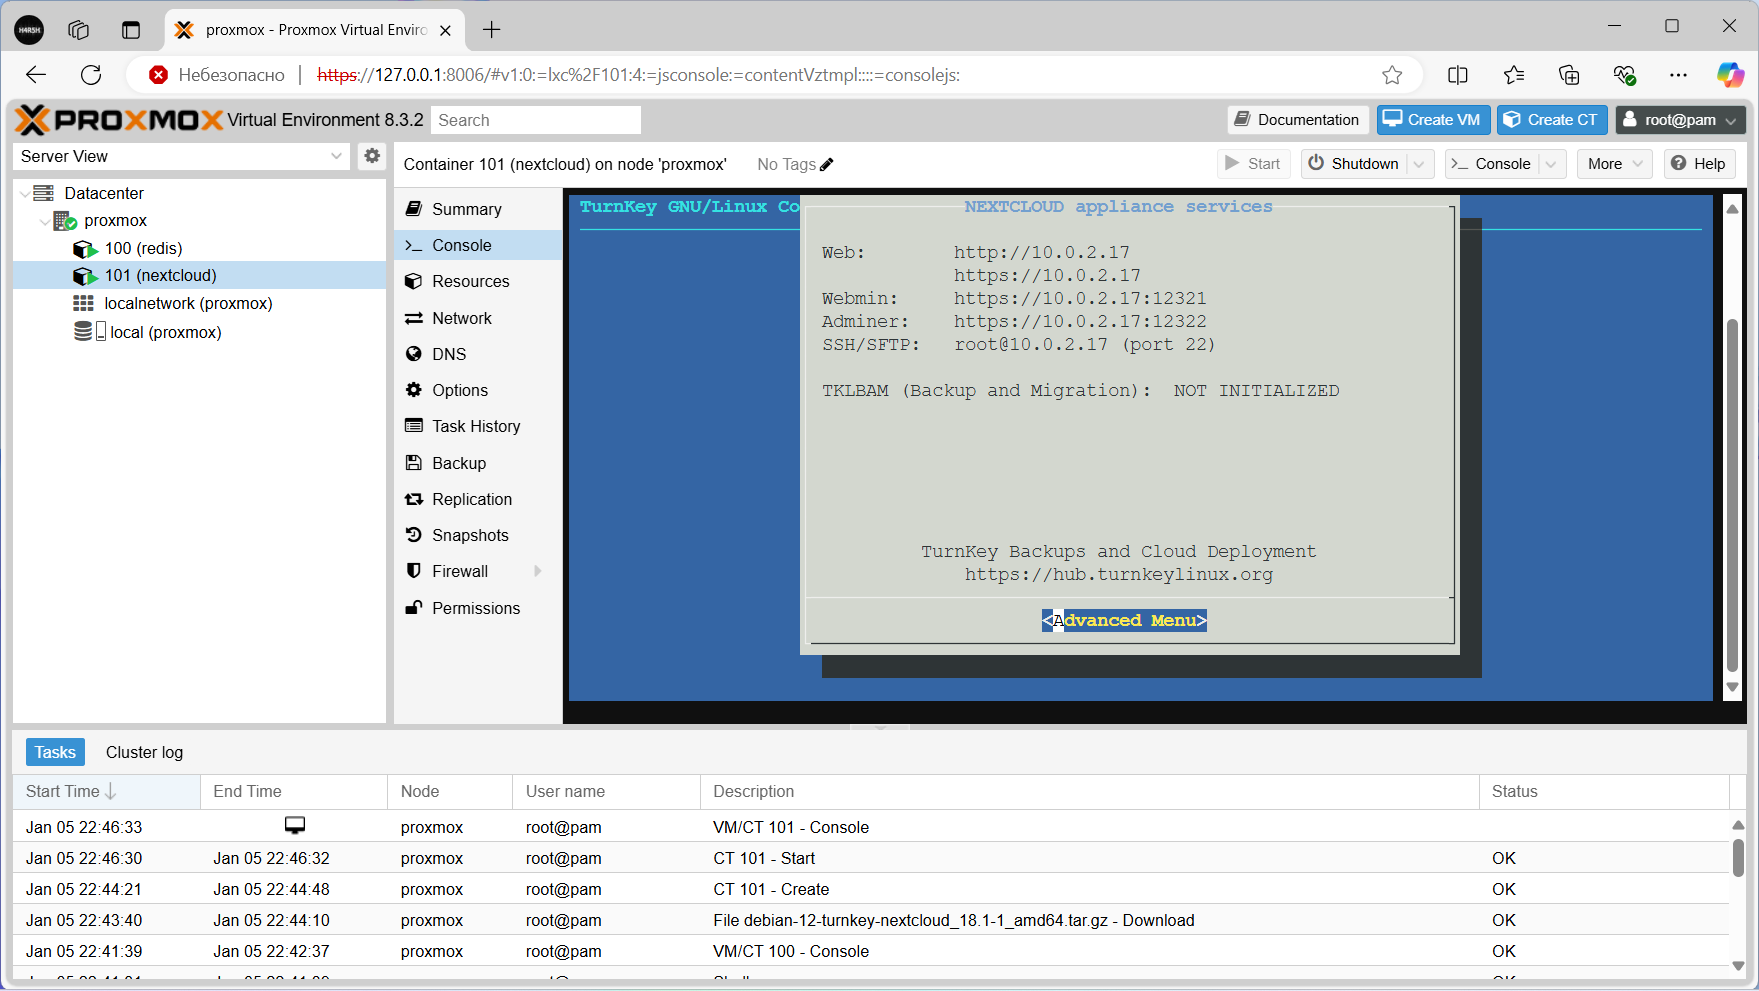 HARSH
proxmox - Proxmox Virtual Enviro
Небезопасно
https://127.0.0.1:8006/#v1:0:=lxc%2F101:4:=jsconsole:=contentVztmpl::::=consolejs:
PROXMOX Virtual Environment 8.3.2
Search
Documentation
Create VM
Create CT
root@pam
Server View
Container 101 (nextcloud) on node 'proxmox'
No Tags
Start
Shutdown
Console
More
Help
Datacenter
proxmox
100 (redis)
101 (nextcloud)
localnetwork (proxmox)
local (proxmox)
Summary
Console
Resources
Network
DNS
Options
Task History
Backup
Replication
Snapshots
Firewall
Permissions
TurnKey GNU/Linux Co
NEXTCLOUD appliance services
Web: http://10.0.2.17
https://10.0.2.17
Webmin: https://10.0.2.17:12321
Adminer: https://10.0.2.17:12322
SSH/SFTP: root@10.0.2.17 (port 22)
TKLBAM (Backup and Migration): NOT INITIALIZED
TurnKey Backups and Cloud Deployment
https://hub.turnkeylinux.org
<Advanced Menu>
Tasks
Cluster log
Start Time End Time Node User name Description Status
Jan 05 22:46:33 proxmox root@pam VM/CT 101 - Console
Jan 05 22:46:30 Jan 05 22:46:32 proxmox root@pam CT 101 - Start OK
Jan 05 22:44:21 Jan 05 22:44:48 proxmox root@pam CT 101 - Create OK
Jan 05 22:43:40 Jan 05 22:44:10 proxmox root@pam File debian-12-turnkey-nextcloud_18.1-1_amd64.tar.gz - Download OK
Jan 05 22:41:39 Jan 05 22:42:37 proxmox root@pam VM/CT 100 - Console OK